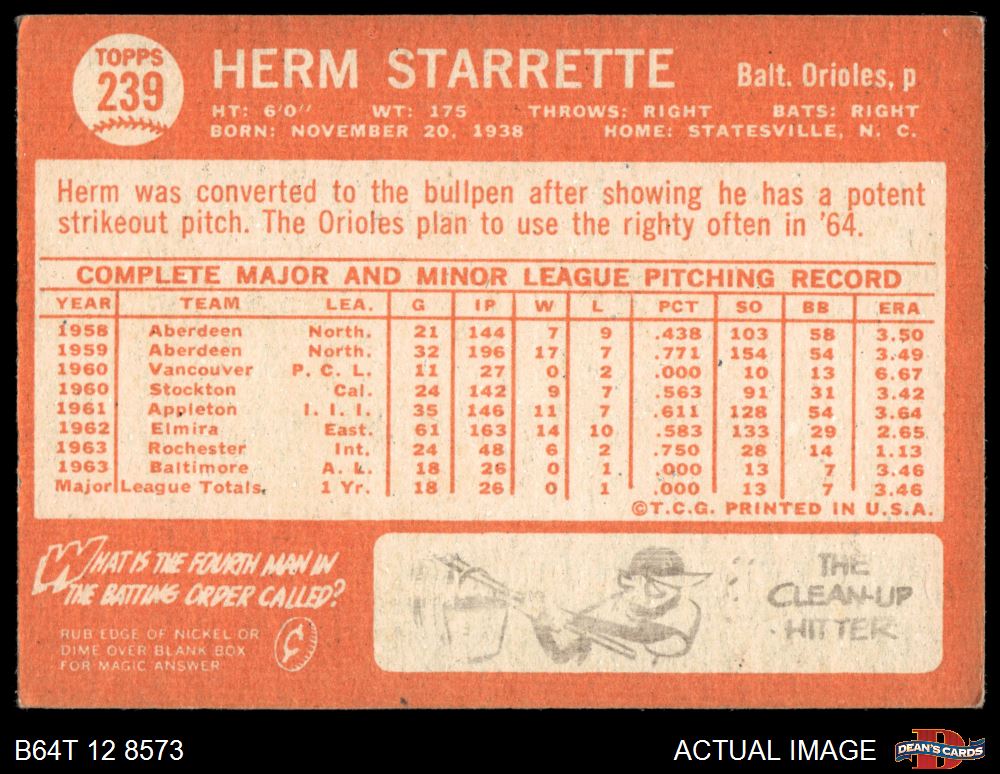 TOPPS
239
HERM STARRETTE
Balt. Orioles, p
HT: 6'0" WT: 175 THROWS: RIGHT BATS: RIGHT
BORN: NOVEMBER 20, 1938 HOME: STATESVILLE, N. C.
Herm was converted to the bullpen after showing he has a potent
strikeout pitch. The Orioles plan to use the righty often in '64.
COMPLETE MAJOR AND MINOR LEAGUE PITCHING RECORD
YEAR TEAM LEA. G IP W L PCT SO BB ERA
1958 Aberdeen North. 21 144 7 9 .438 103 58 3.50
1959 Aberdeen North. 32 196 17 7 .771 154 54 3.49
1960 Vancouver P. C. L. 11 27 0 2 .000 10 13 6.67
1960 Stockton Cal. 24 142 9 7 .563 91 31 3.42
1961 Appleton I. I. I. 35 146 11 7 .611 128 54 3.64
1962 Elmira East. 61 163 14 10 .583 133 29 2.65
1963 Rochester Int. 24 48 6 2 .750 28 14 1.13
1963 Baltimore A. L. 18 26 0 1 .000 13 7 3.46
Major League Totals 1 Yr. 18 26 0 1 .000 13 7 3.46
©T.C.G. PRINTED IN U.S.A.
WHAT IS THE FOURTH MAN IN
THE BATTING ORDER CALLED?
RUB EDGE OF NICKEL OR
DIME OVER BLANK BOX
FOR MAGIC ANSWER
THE
CLEAN-UP
HITTER
B64T 12 8573
ACTUAL IMAGE
DEAN'S CARDS